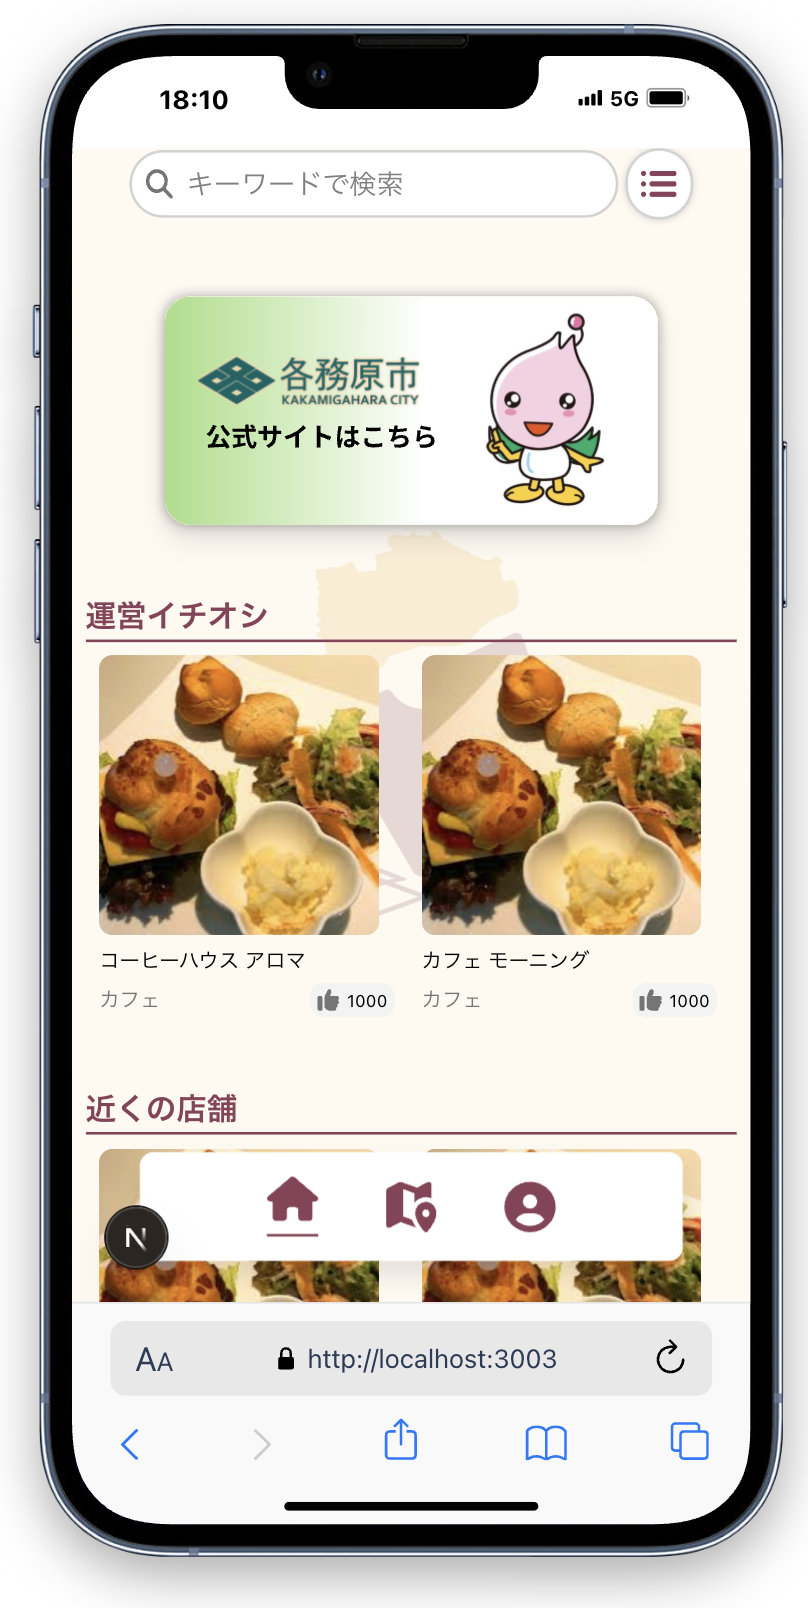 18:10
5G
キーワードで検索
各務原市
KAKAMIGAHARA CITY
公式サイトはこちら
運営イチオシ
コーヒーハウス アロマ
カフェ モーニング
カフェ
1000
カフェ
1000
近くの店舗
N
AA
http://localhost:3003